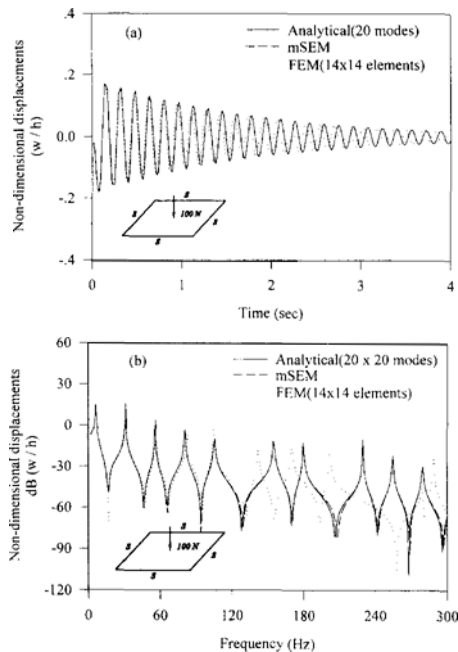 (a)
Analytical(20 modes)
mSEM
FEM(14x14 elements)
Non-dimensional displacements
(w / h)
.4
.2
0.0
-.2
-.4
S
S
100 N
S
S
0
1
2
3
4
Time (sec)
(b)
Analytical(20 x 20 modes)
mSEM
FEM(14x14 elements)
Non-dimensional displacements
dB (w / h)
60
30
0
-30
-60
-90
-120
S
S
100 N
S
S
0
60
120
180
240
300
Frequency (Hz)